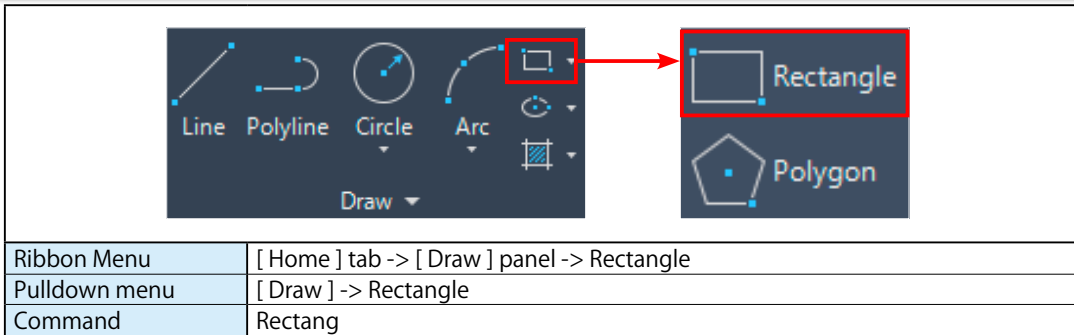 Rectangle
Line Polyline Circle Arc
Polygon
Draw
Ribbon Menu [ Home ] tab -> [ Draw ] panel -> Rectangle
Pulldown menu [ Draw ] -> Rectangle
Command Rectang